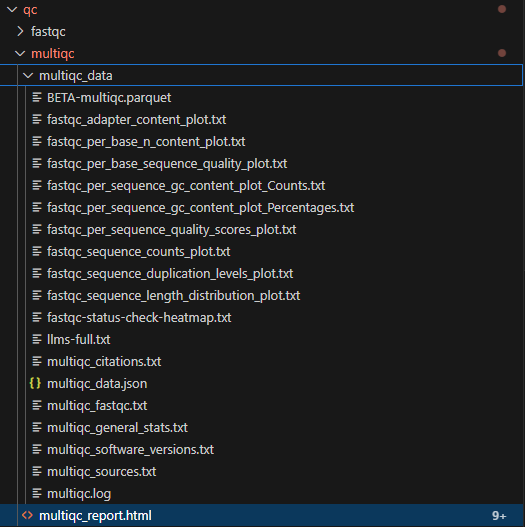 qc
fastqc
multiqc
multiqc_data
BETA-multiqc.parquet
fastqc_adapter_content_plot.txt
fastqc_per_base_n_content_plot.txt
fastqc_per_base_sequence_quality_plot.txt
fastqc_per_sequence_gc_content_plot_Counts.txt
fastqc_per_sequence_gc_content_plot_Percentages.txt
fastqc_per_sequence_quality_scores_plot.txt
fastqc_sequence_counts_plot.txt
fastqc_sequence_duplication_levels_plot.txt
fastqc_sequence_length_distribution_plot.txt
fastqc-status-check-heatmap.txt
llms-full.txt
multiqc_citations.txt
{} multiqc_data.json
multiqc_fastqc.txt
multiqc_general_stats.txt
multiqc_software_versions.txt
multiqc_sources.txt
multiqc.log
<> multiqc_report.html 9+